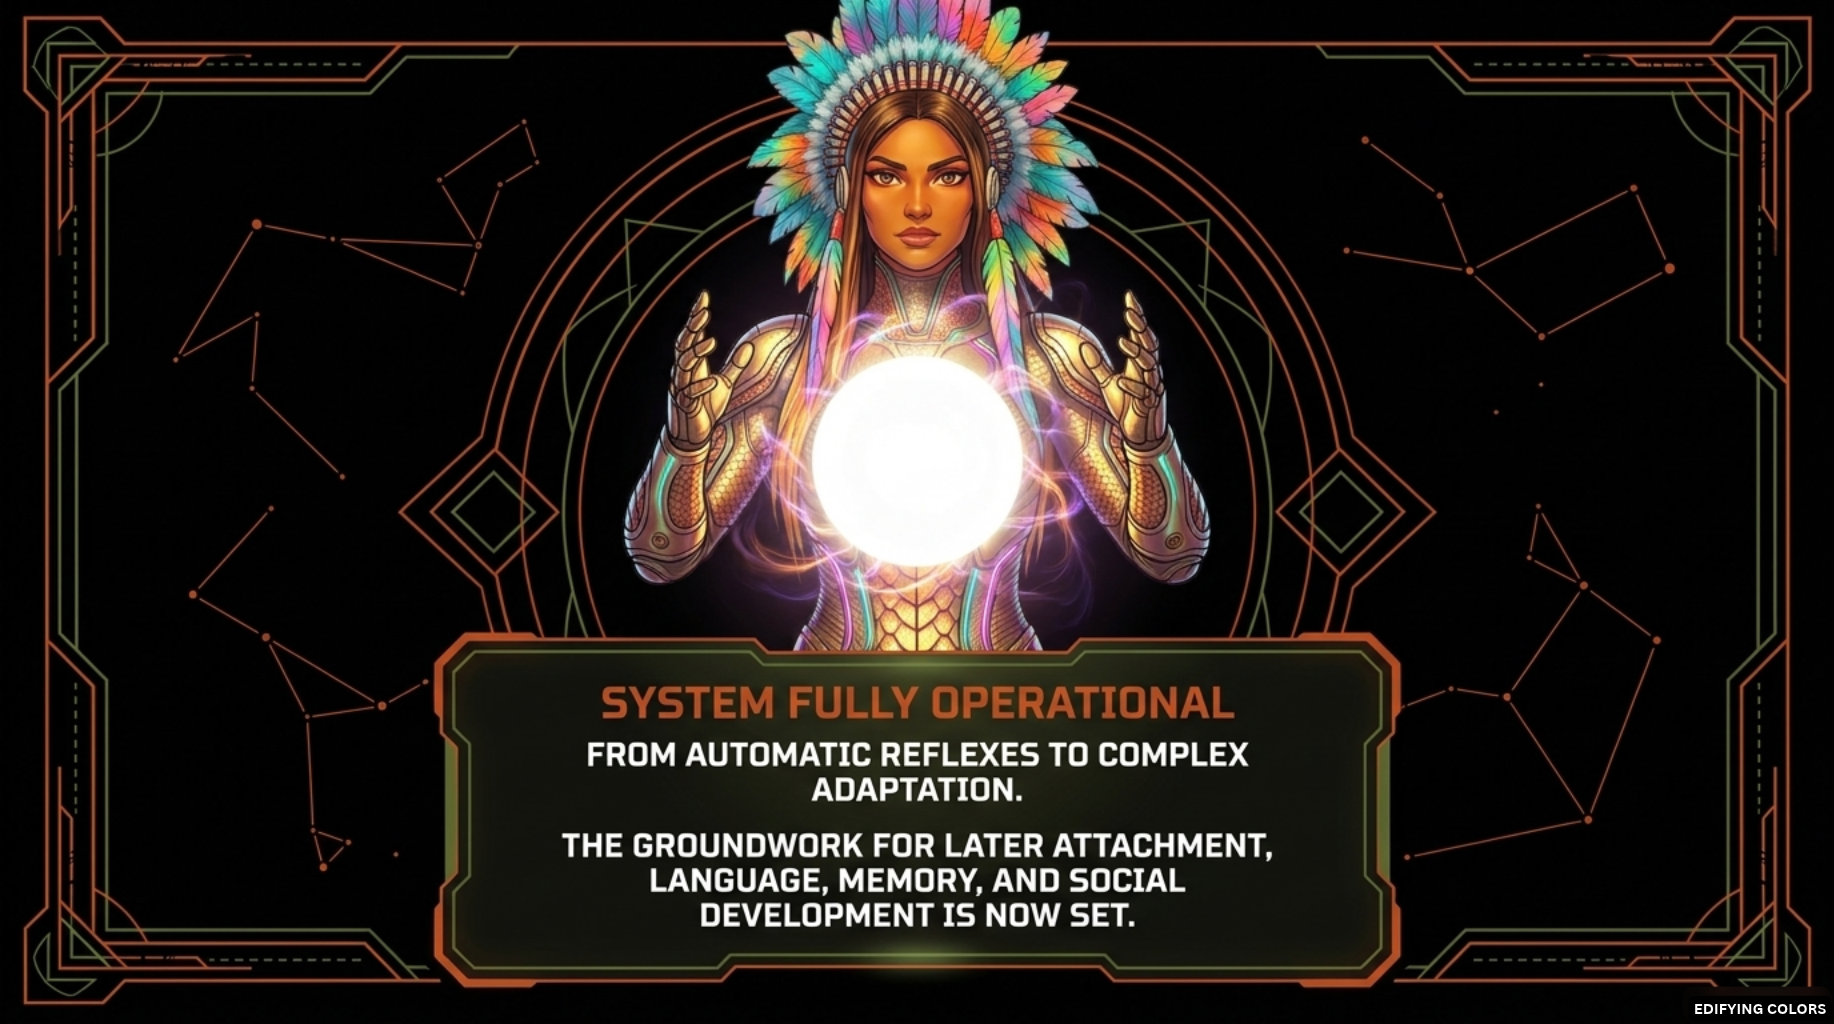 SYSTEM FULLY OPERATIONAL
FROM AUTOMATIC REFLEXES TO COMPLEX
ADAPTATION.
THE GROUNDWORK FOR LATER ATTACHMENT,
LANGUAGE, MEMORY, AND SOCIAL
DEVELOPMENT IS NOW SET.
EDIFYING COLORS